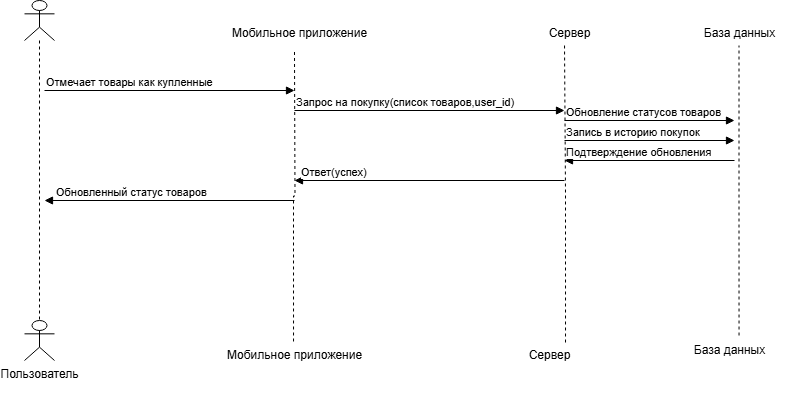 Мобильное приложение
Сервер
База данных
Отмечает товары как купленные
Запрос на покупку(список товаров,user_id)
Обновление статусов товаров
Запись в историю покупок
Подтверждение обновления
Ответ(успех)
Обновленный статус товаров
Мобильное приложение
Сервер
База данных
Пользователь